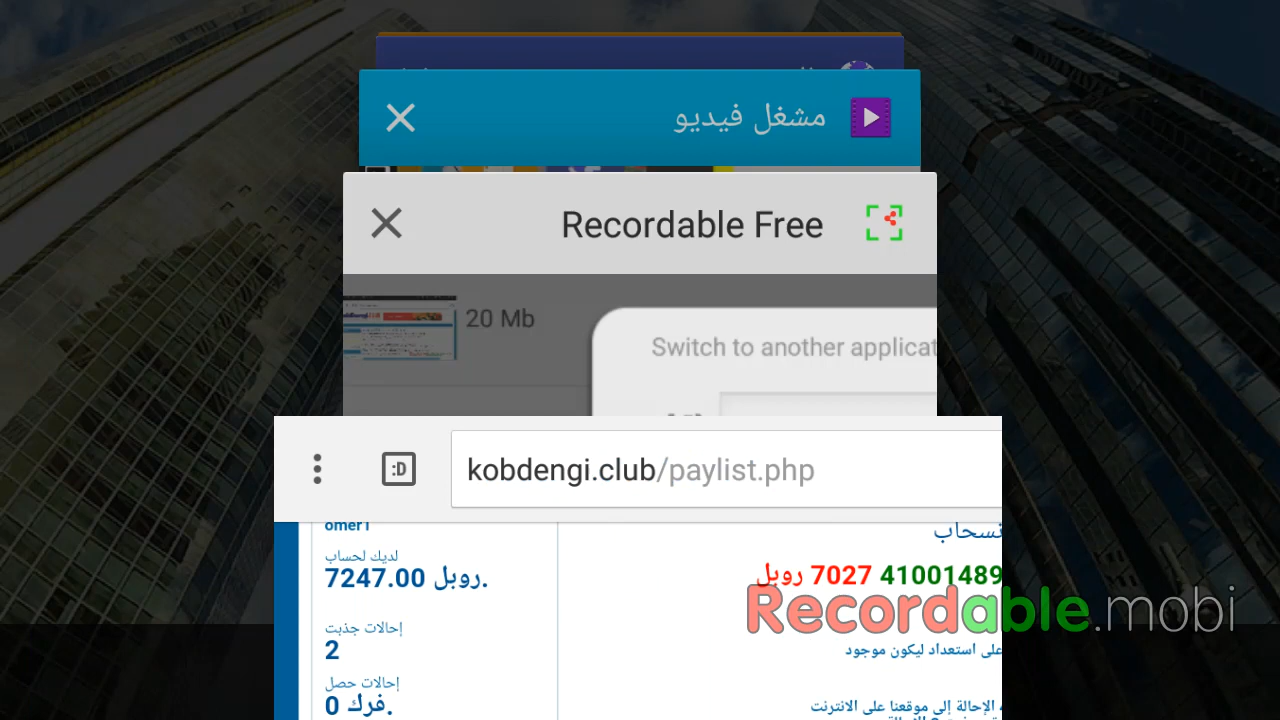 مشغل فيديو
Recordable Free
20 Mb
Switch to another applicat
:D
kobdengi.club/paylist.php
omer1
لديك لحساب
7247.00 روبل.
إحالات جذبت
2
إحالات حصل
0 فرك.
نسحاب
41001489 7027 روبل
Recordable.mobi
على استعداد ليكون موجود
الإحالة إلى موقعنا على الانترنت